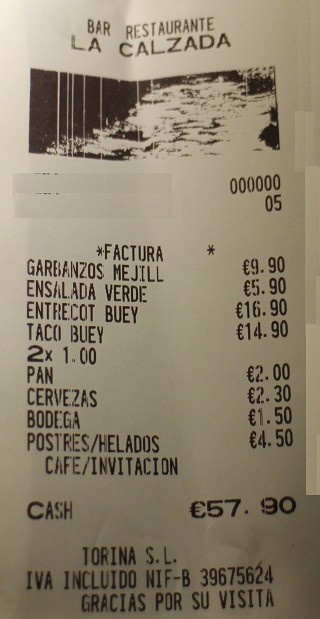 BAR RESTAURANTE
LA CALZADA
000000
05
*FACTURA *
GARBANZOS MEJILL €9.90
ENSALADA VERDE €5.90
ENTRECOT BUEY €16.90
TACO BUEY €14.90
2x 1.00
PAN €2.00
CERVEZAS €2.30
BODEGA €1.50
POSTRES/HELADOS €4.50
CAFE/INVITACION
CASH €57.90
TORINA S.L.
IVA INCLUIDO NIF-B 39675624
GRACIAS POR SU VISITA